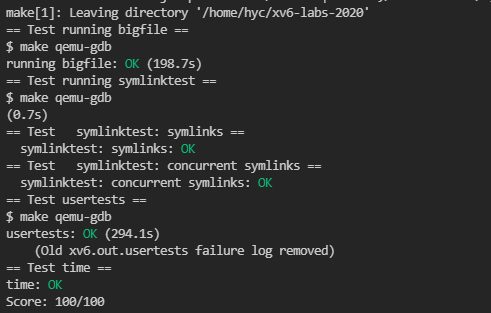 make[1]: Leaving directory '/home/hyc/xv6-labs-2020'
== Test running bigfile ==
$ make qemu-gdb
running bigfile: OK (198.7s)
== Test running symlinktest ==
$ make qemu-gdb
(0.7s)
== Test   symlinktest: symlinks ==
  symlinktest: symlinks: OK
== Test   symlinktest: concurrent symlinks ==
  symlinktest: concurrent symlinks: OK
== Test usertests ==
$ make qemu-gdb
usertests: OK (294.1s)
    (Old xv6.out.usertests failure log removed)
== Test time ==
time: OK
Score: 100/100